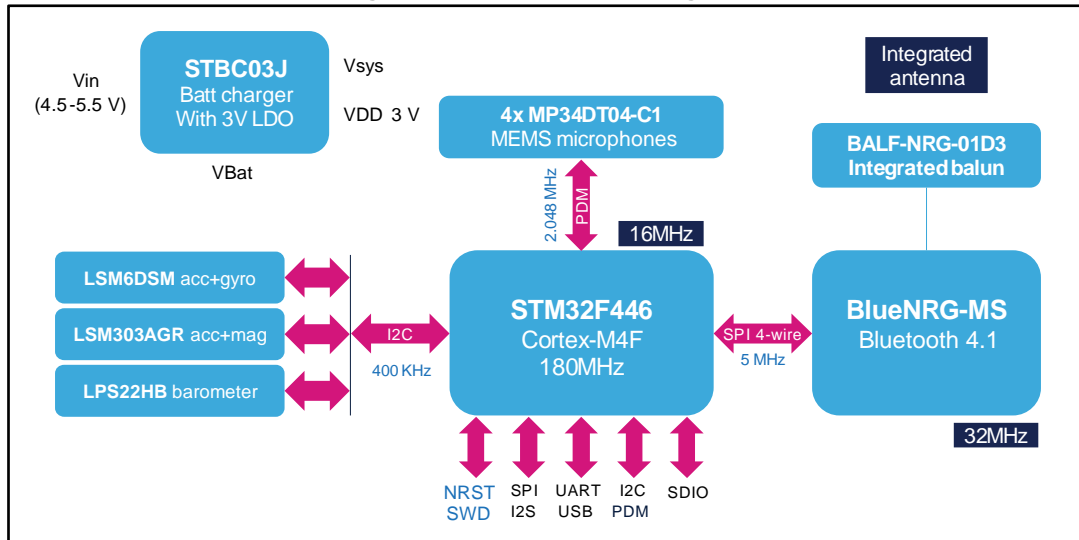 Vin
(4.5-5.5 V)
STBC03J
Batt charger
With 3V LDO
Vsys
VDD 3 V
VBat
4x MP34DT04-C1
MEMS microphones
Integrated
antenna
BALF-NRG-01D3
Integrated balun
2.048 MHz
PDM
16MHz
LSM6DSM acc+gyro
LSM303AGR acc+mag
LPS22HB barometer
I2C
400 KHz
STM32F446
Cortex-M4F
180MHz
SPI 4-wire
5 MHz
BlueNRG-MS
Bluetooth 4.1
32MHz
NRST
SWD
SPI
I2S
UART
USB
I2C
PDM
SDIO